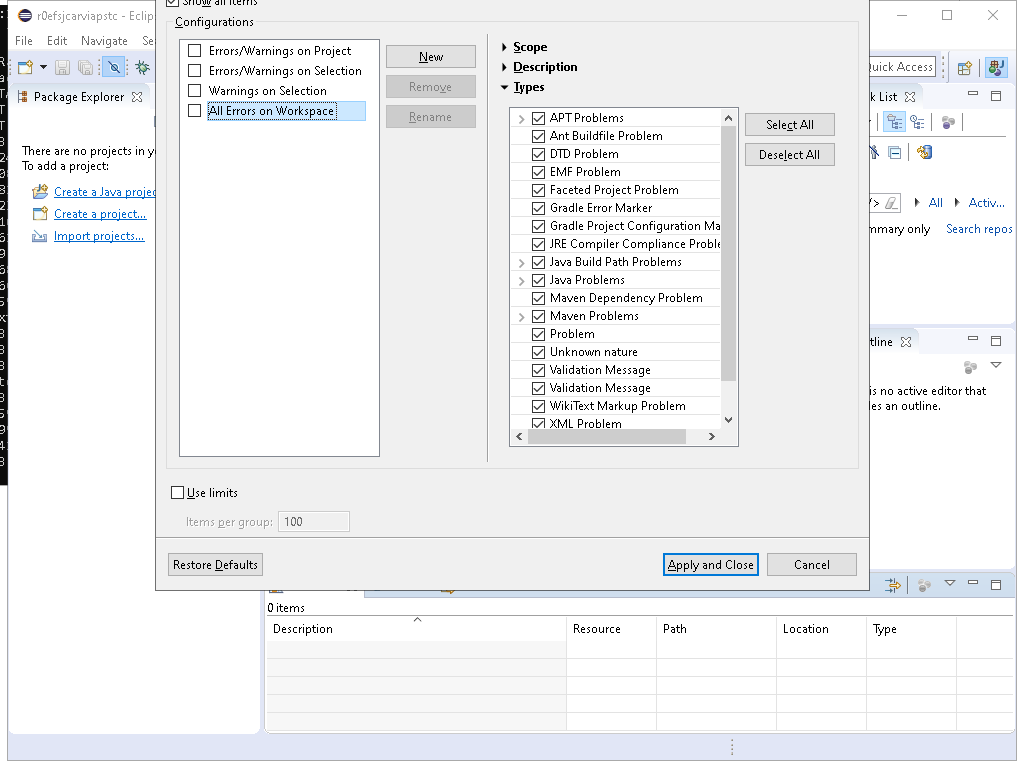 Show all items
r0efsjcarviapstc - Eclip
Configurations
File Edit Navigate Se
Errors/Warnings on Project
Errors/Warnings on Selection
Warnings on Selection
All Errors on Workspace
New
Remove
Rename
Scope
Description
Types
APT Problems
Ant Buildfile Problem
DTD Problem
EMF Problem
Faceted Project Problem
Gradle Error Marker
Gradle Project Configuration Ma
JRE Compiler Compliance Proble
Java Build Path Problems
Java Problems
Maven Dependency Problem
Maven Problems
Problem
Unknown nature
Validation Message
Validation Message
WikiText Markup Problem
XML Problem
Select All
Deselect All
Quick Access
Package Explorer
There are no projects in y
To add a project:
Create a Java projec
Create a project...
Import projects...
k List
All Activ...
mmary only Search repos
tline
is no active editor that
des an outline.
Use limits
Items per group: 100
Restore Defaults
Apply and Close
Cancel
0 items
Description Resource Path Location Type